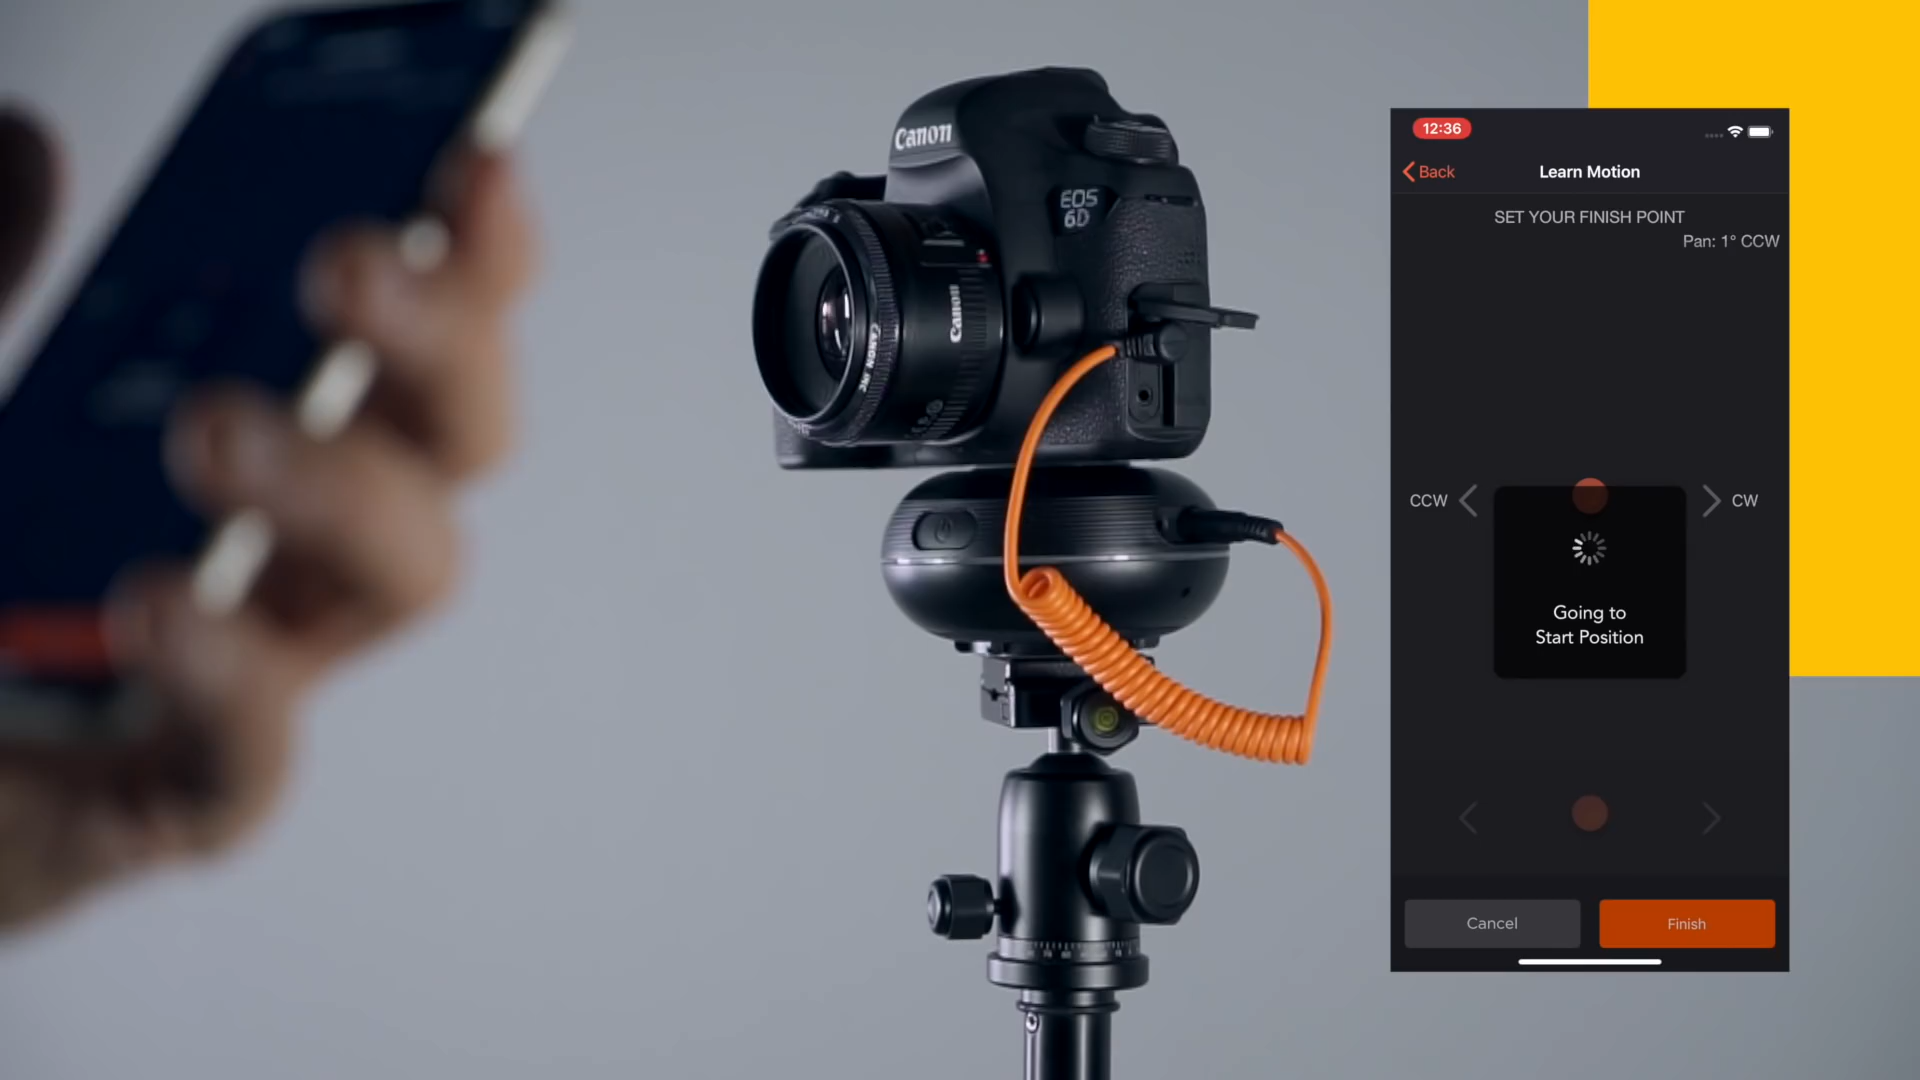 Canon
EOS
6D
Canon
CANON INC
12:36
Back
Learn Motion
SET YOUR FINISH POINT
Pan: 1° CCW
CCW
CW
Going to
Start Position
Cancel
Finish